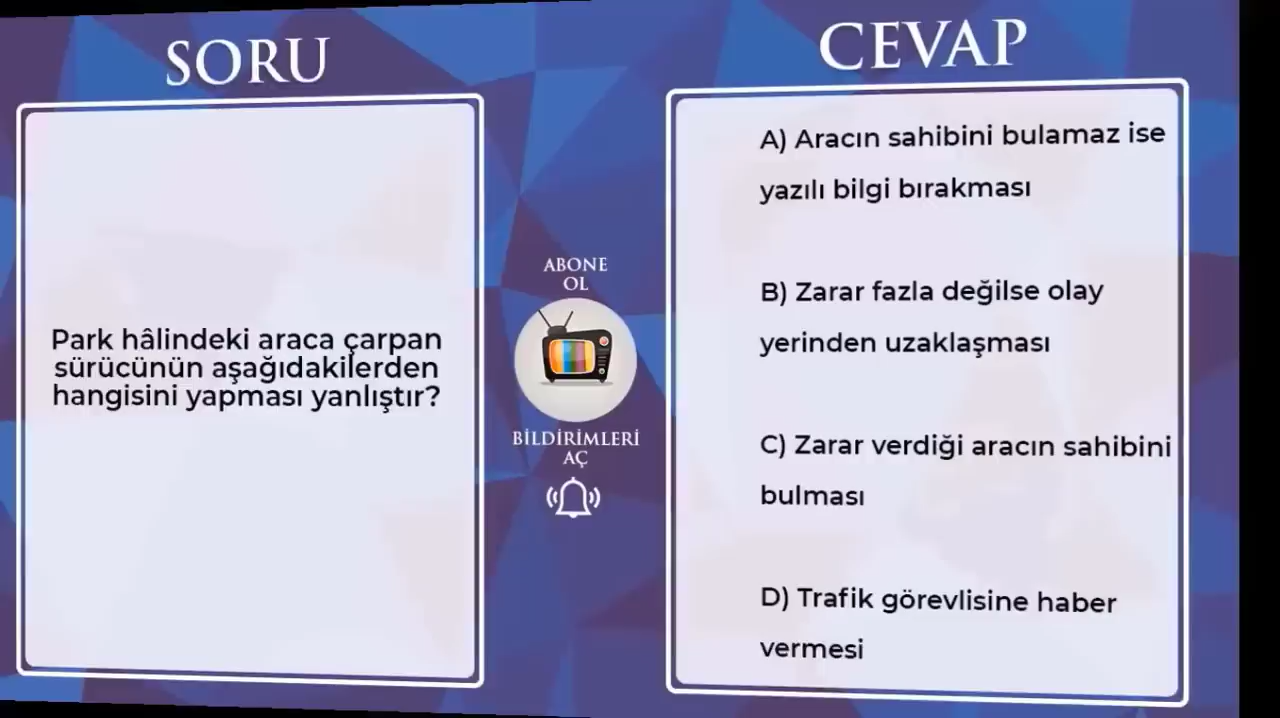 SORU
Park hâlindeki araca çarpan
sürücünün aşağıdakilerden
hangisini yapması yanlıştır?
ABONE
OL
BİLDİRİMLERİ
AÇ
CEVAP
A) Aracın sahibini bulamaz ise
yazılı bilgi bırakması
B) Zarar fazla değilse olay
yerinden uzaklaşması
C) Zarar verdiği aracın sahibini
bulması
D) Trafik görevlisine haber
vermesi